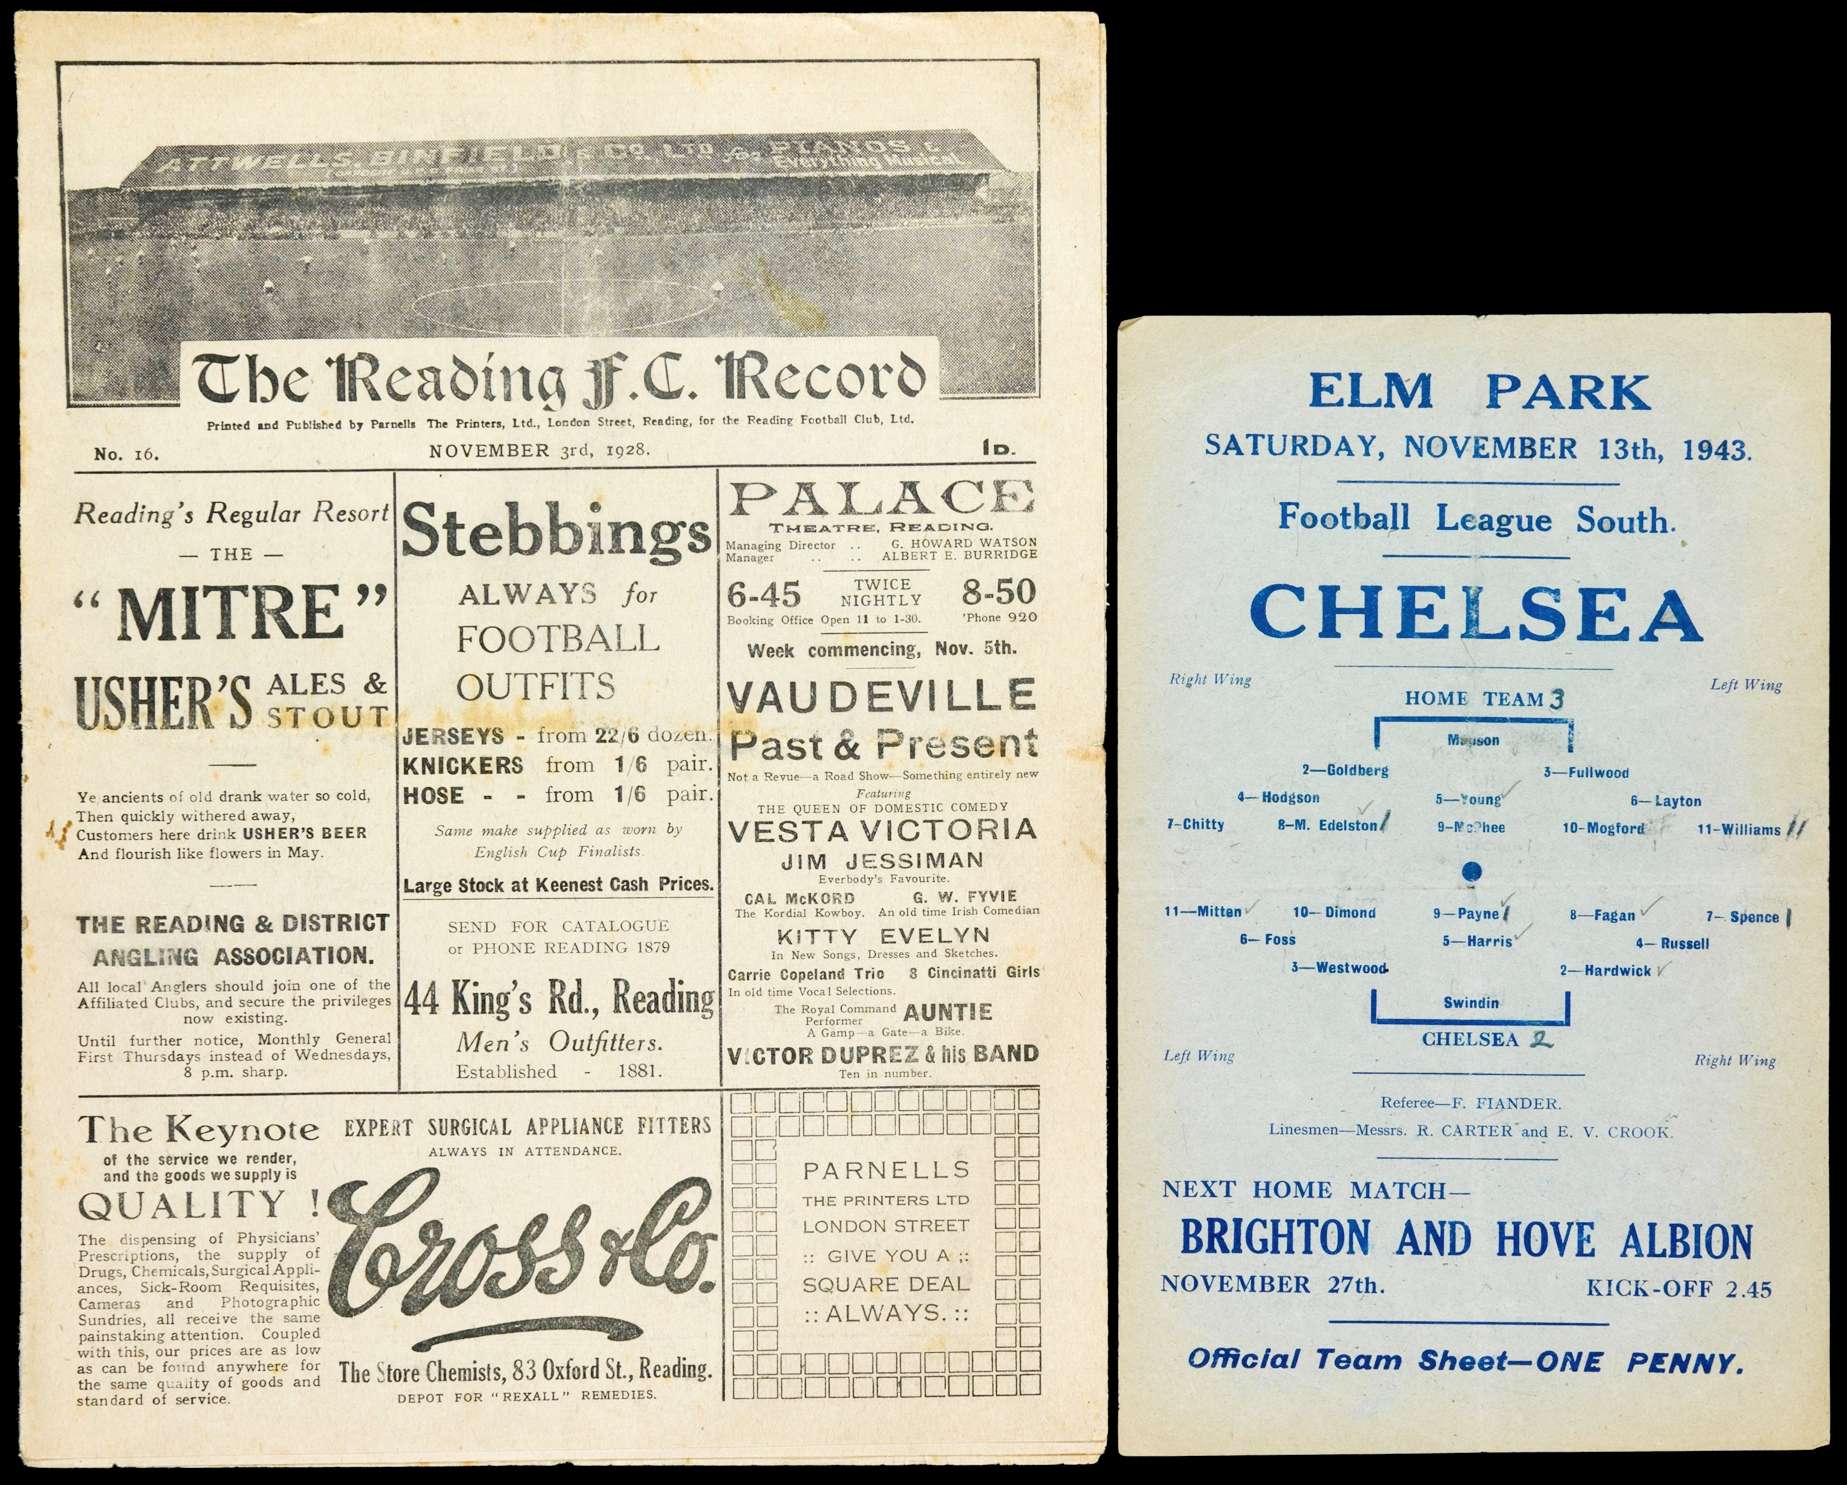 ATTWELLS, BINFIELD & CO. LTD for PIANOS &
Everything Musical.
The Reading F.C. Record
Printed and Published by Parnells The Printers, Ltd., London Street, Reading, for the Reading Football Club, Ltd.
No. 16. NOVEMBER 3rd, 1928. 1D.
Reading's Regular Resort
— THE —
"MITRE"
USHER'S ALES & STOUT
Ye ancients of old drank water so cold,
Then quickly withered away,
Customers here drink USHER'S BEER
And flourish like flowers in May.
THE READING & DISTRICT
ANGLING ASSOCIATION.
All local Anglers should join one of the
Affiliated Clubs, and secure the privileges
now existing.
Until further notice, Monthly General
First Thursdays instead of Wednesdays,
8 p.m. sharp.
Stebbings
ALWAYS for
FOOTBALL
OUTFITS
JERSEYS - from 22/6 dozen.
KNICKERS from 1/6 pair.
HOSE - - from 1/6 pair.
Same make supplied as worn by
English Cup Finalists.
Large Stock at Keenest Cash Prices.
SEND FOR CATALOGUE
or PHONE READING 1879
44 King's Rd., Reading
Men's Outfitters.
Established - 1881.
PALACE
THEATRE, READING.
Managing Director .. G. HOWARD WATSON
Manager .. .. ALBERT E. BURRIDGE
6-45 TWICE NIGHTLY 8-50
Booking Office Open 11 to 1-30. 'Phone 920
Week commencing, Nov. 5th.
VAUDEVILLE
Past & Present
Not a Revue—a Road Show—Something entirely new
Featuring
THE QUEEN OF DOMESTIC COMEDY
VESTA VICTORIA
JIM JESSIMAN
Everbody's Favourite.
CAL McKORD G. W. FYVIE
The Kordial Kowboy. An old time Irish Comedian
KITTY EVELYN
In New Songs, Dresses and Sketches.
Carrie Copeland Trio 8 Cincinatti Girls
In old time Vocal Selections.
The Royal Command Performer AUNTIE
A Gamp—a Gate—a Bike.
VICTOR DUPREZ & his BAND
Ten in number.
The Keynote
of the service we render,
and the goods we supply is
QUALITY !
The dispensing of Physicians'
Prescriptions, the supply of
Drugs, Chemicals, Surgical Appli-
ances, Sick-Room Requisites,
Cameras and Photographic
Sundries, all receive the same
painstaking attention. Coupled
with this, our prices are as low
as can be found anywhere for
the same quality of goods and
standard of service.
EXPERT SURGICAL APPLIANCE FITTERS
ALWAYS IN ATTENDANCE.
Cross & Co.
The Store Chemists, 83 Oxford St., Reading.
DEPOT FOR "REXALL" REMEDIES.
PARNELLS
THE PRINTERS LTD
LONDON STREET
:: GIVE YOU A ::
SQUARE DEAL
:: ALWAYS. ::
ELM PARK
SATURDAY, NOVEMBER 13th, 1943.
Football League South.
CHELSEA
Right Wing Left Wing
HOME TEAM 3
Mapson
2—Goldberg 3—Fullwood
4—Hodgson 5—Young 6—Layton
7-Chitty 8-M. Edelston / 9-McPhee 10-Mogford 11-Williams //
11—Mitten 10-Dimond 9—Payne / 8—Fagan 7—Spence /
6—Foss 5—Harris 4—Russell
3—Westwood 2—Hardwick
Swindin
CHELSEA 2
Left Wing Right Wing
Referee—F. FIANDER.
Linesmen—Messrs. R. CARTER and E. V. CROOK.
NEXT HOME MATCH—
BRIGHTON AND HOVE ALBION
NOVEMBER 27th. KICK-OFF 2.45
Official Team Sheet—ONE PENNY.